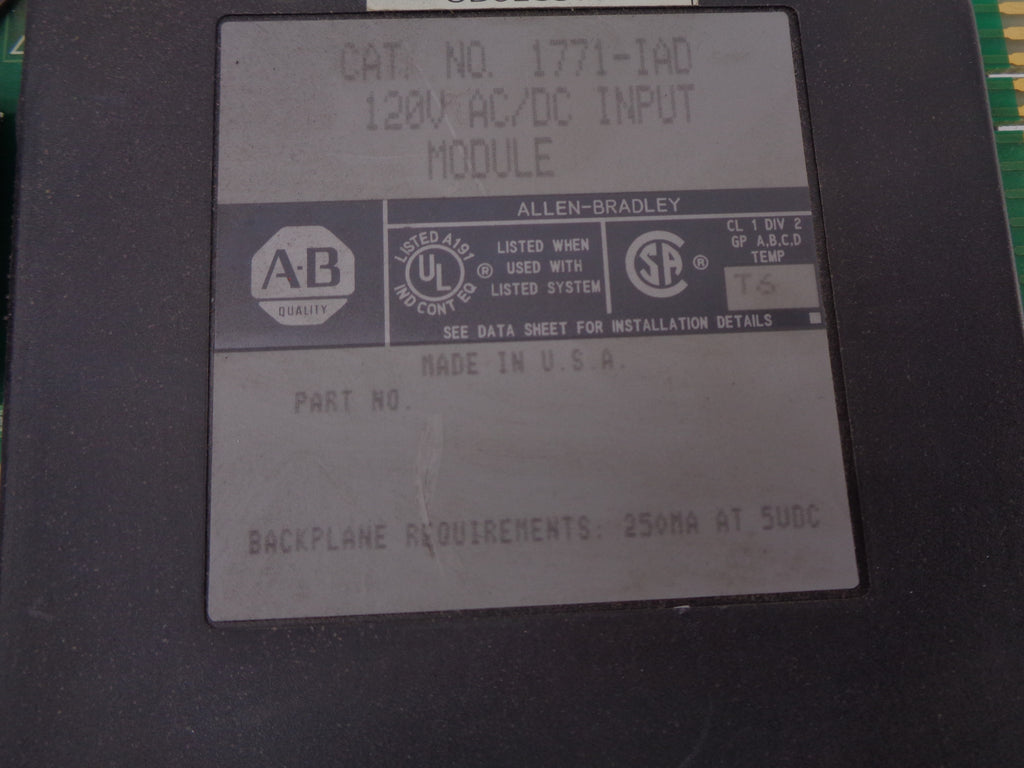 CAT. NO. 1771-IAD
120V AC/DC INPUT
MODULE
ALLEN-BRADLEY
A-B
QUALITY
LISTED A191
UL ®
IND CONT EQ
LISTED WHEN
USED WITH
LISTED SYSTEM
SA ®
CL 1 DIV 2
GP A,B,C,D
TEMP
T6
SEE DATA SHEET FOR INSTALLATION DETAILS
MADE IN U.S.A.
PART NO.
BACKPLANE REQUIREMENTS: 250MA AT 5VDC